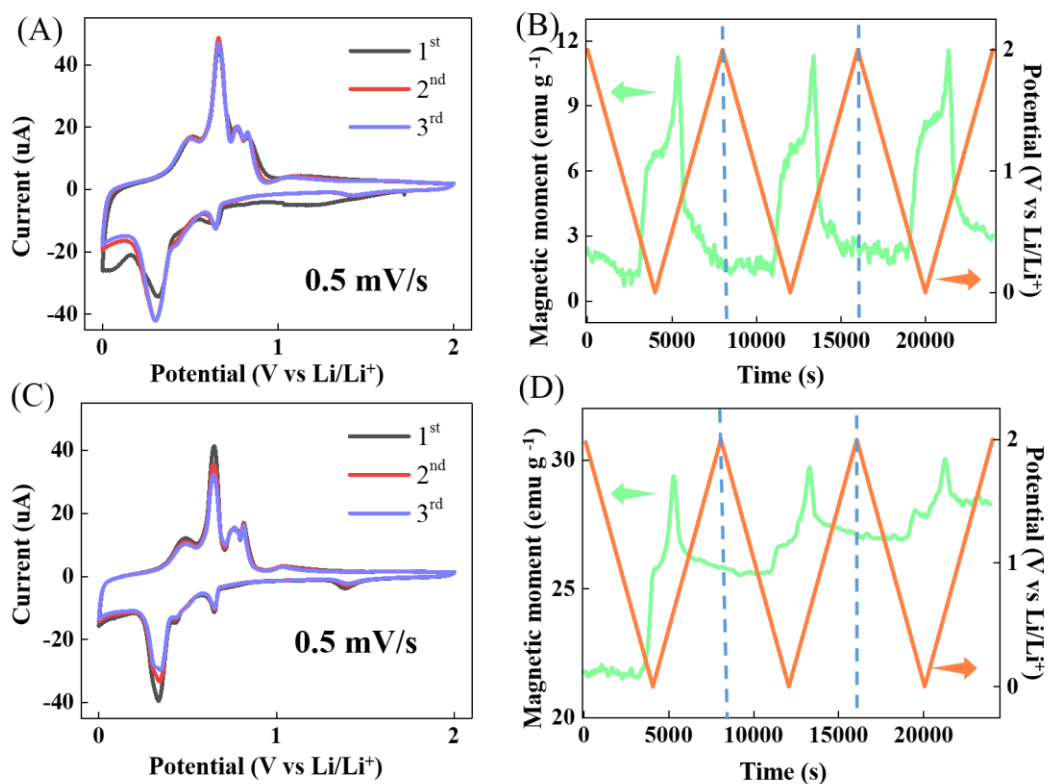 (A)
1st
2nd
3rd
0.5 mV/s
40
20
0
-20
-40
Current (uA)
0
1
2
Potential (V vs Li/Li+)
(B)
12
9
6
3
0
Magnetic moment (emu g -1)
0
5000
10000
15000
20000
Time (s)
2
1
0
Potential (V vs Li/Li+)
(C)
1st
2nd
3rd
0.5 mV/s
40
20
0
-20
-40
Current (uA)
0
1
2
Potential (V vs Li/Li+)
(D)
30
25
20
Magnetic moment (emu g -1)
0
5000
10000
15000
20000
Time (s)
2
1
0
Potential (V vs Li/Li+)